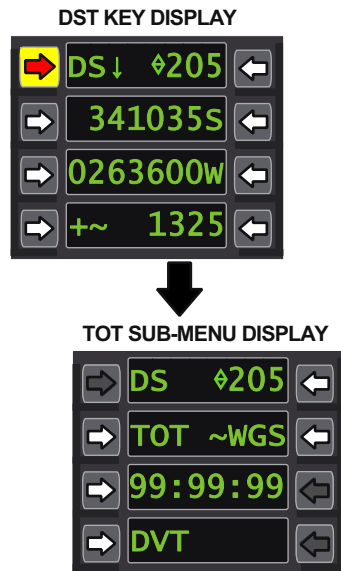 DST KEY DISPLAY
DS↓ ⬍205
341035S
0263600W
+~ 1325
TOT SUB-MENU DISPLAY
DS ⬍205
TOT ~WGS
99:99:99
DVT